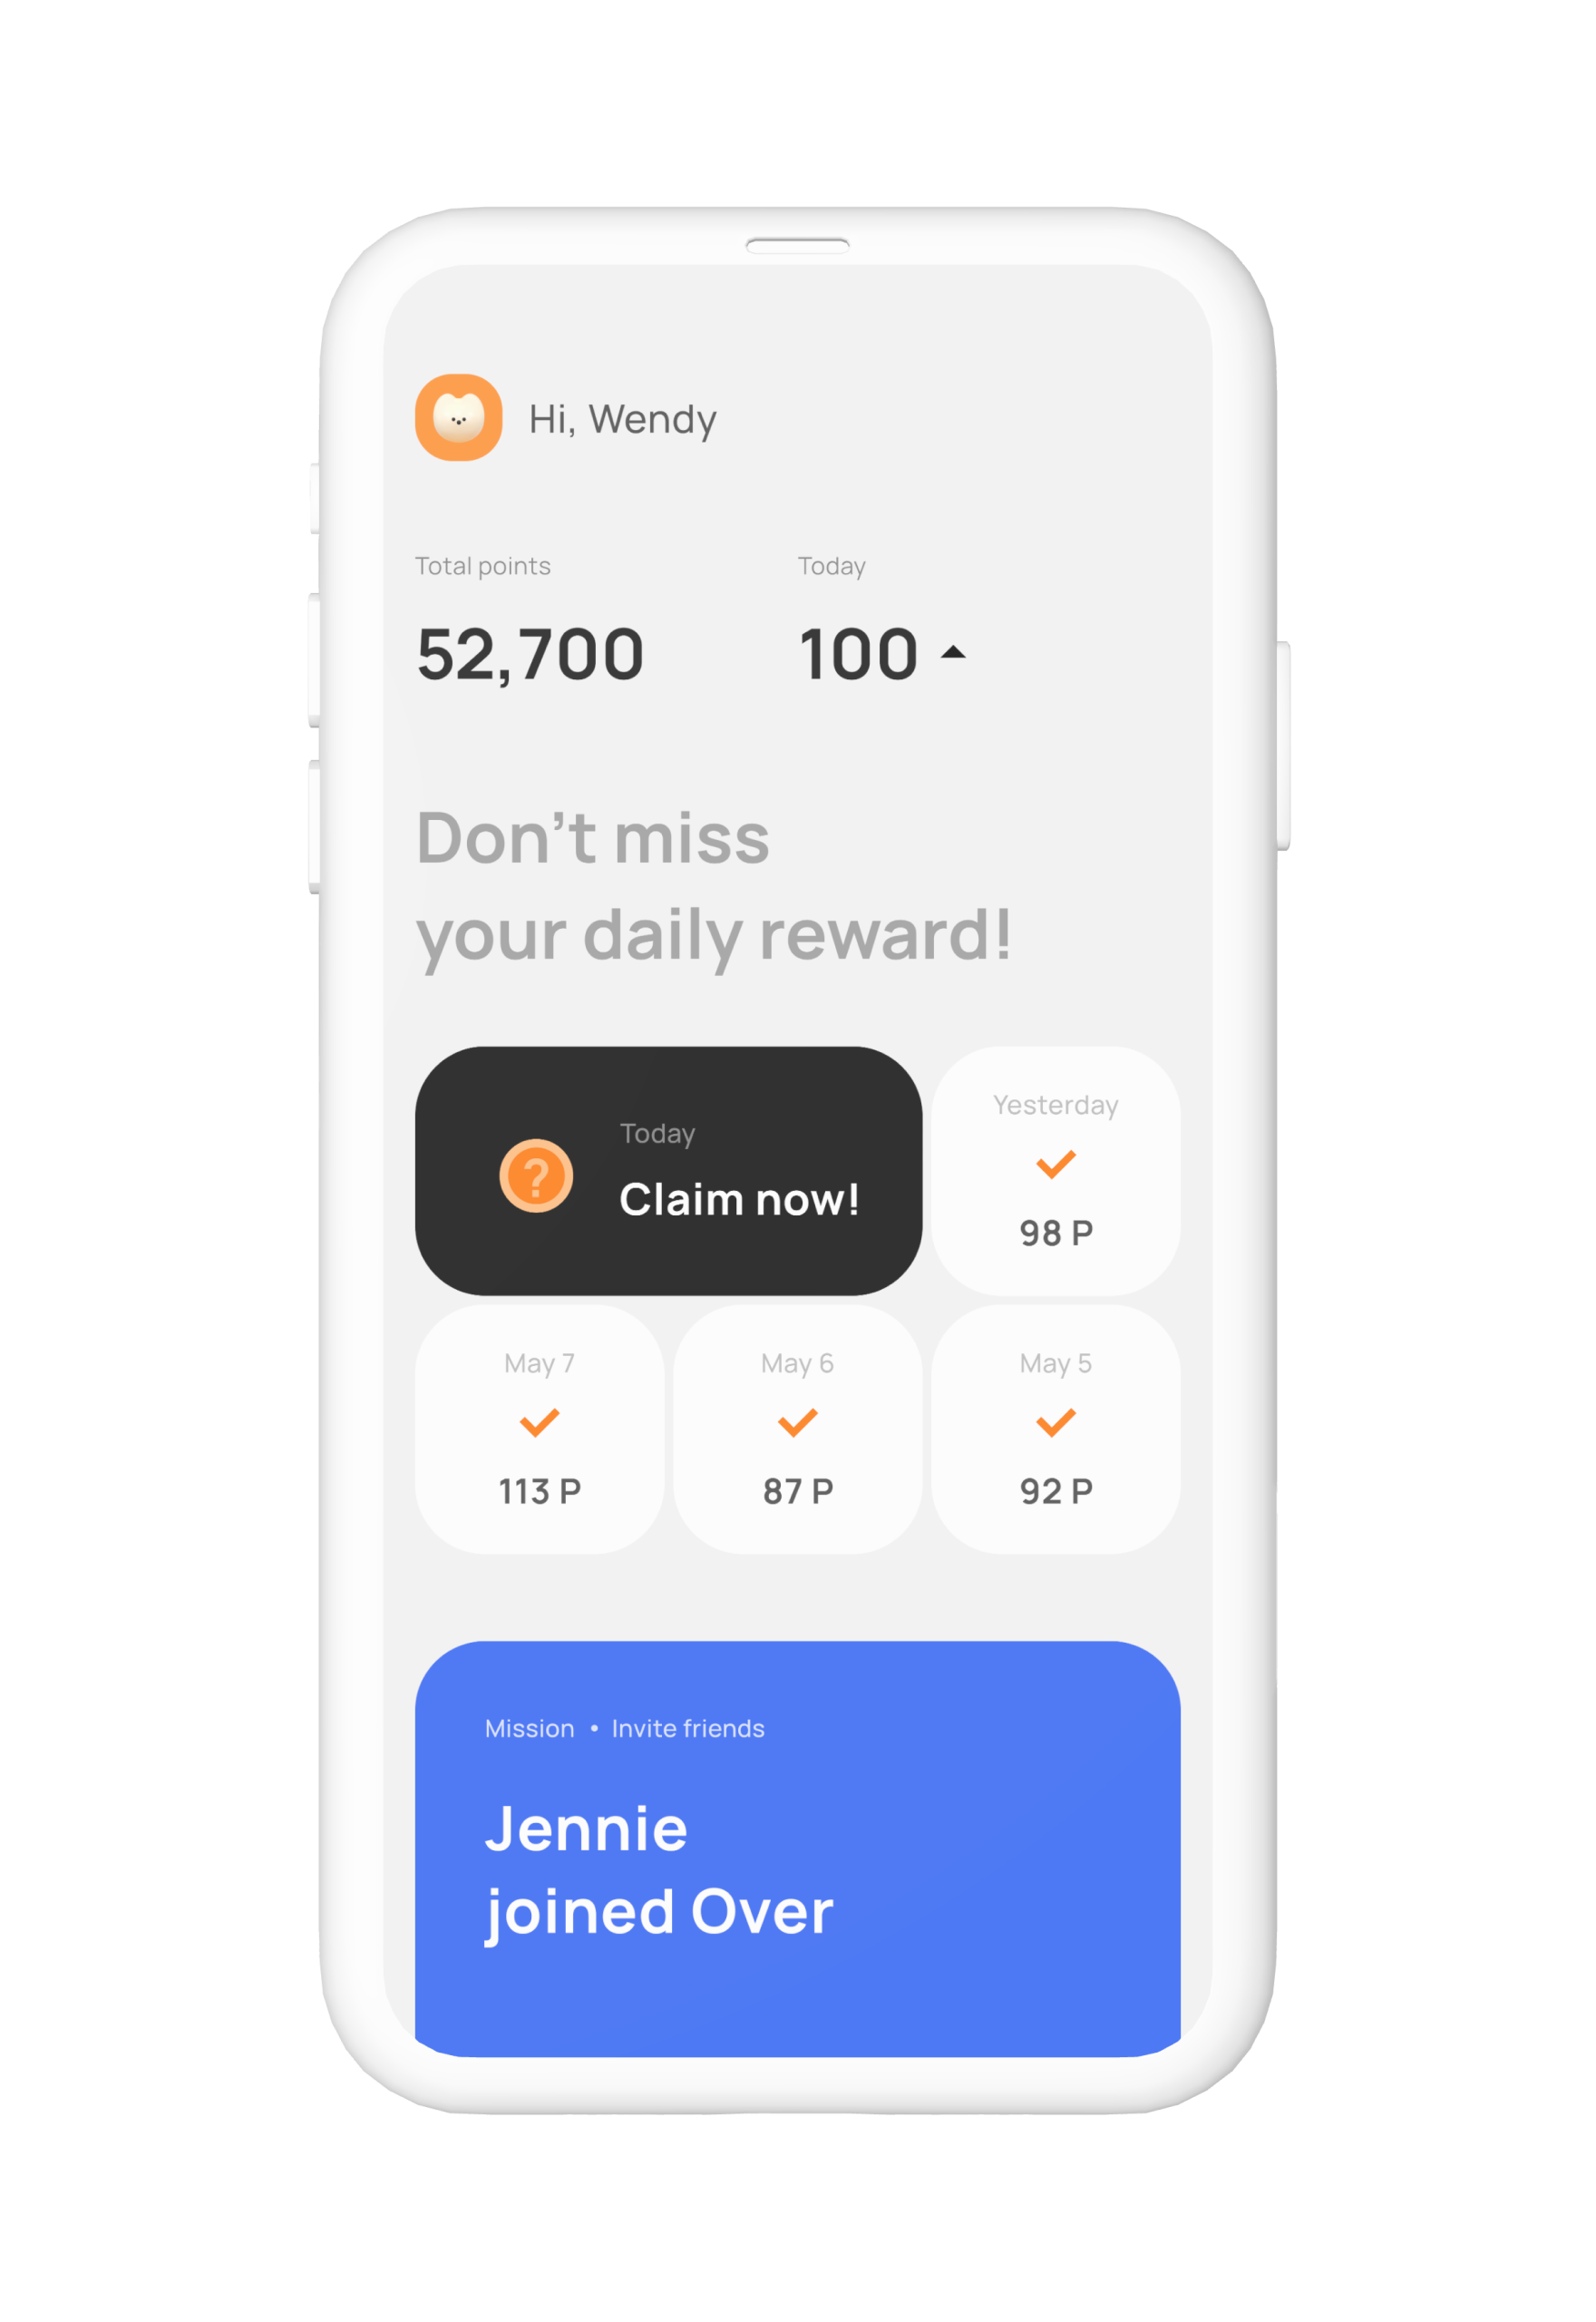 Hi, Wendy
Total points
Today
52,700
100
Don't miss
your daily reward!
?
Today
Claim now!
Yesterday
98 P
May 7
113 P
May 6
87 P
May 5
92 P
Mission • Invite friends
Jennie
joined Over